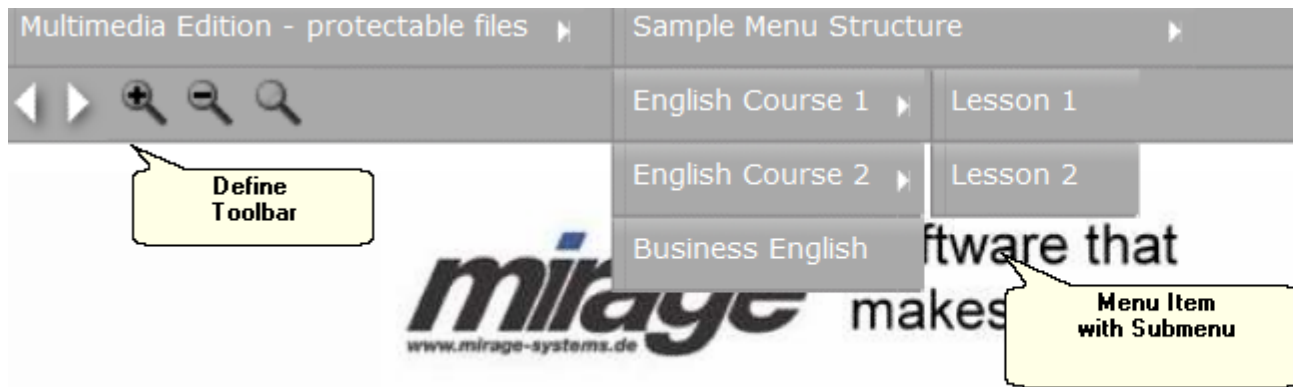 Multimedia Edition - protectable files
Sample Menu Structure
English Course 1
Lesson 1
English Course 2
Lesson 2
Business English
Define
Toolbar
mirage
www.mirage-systems.de
ftware that
makes
Menu Item
with Submenu